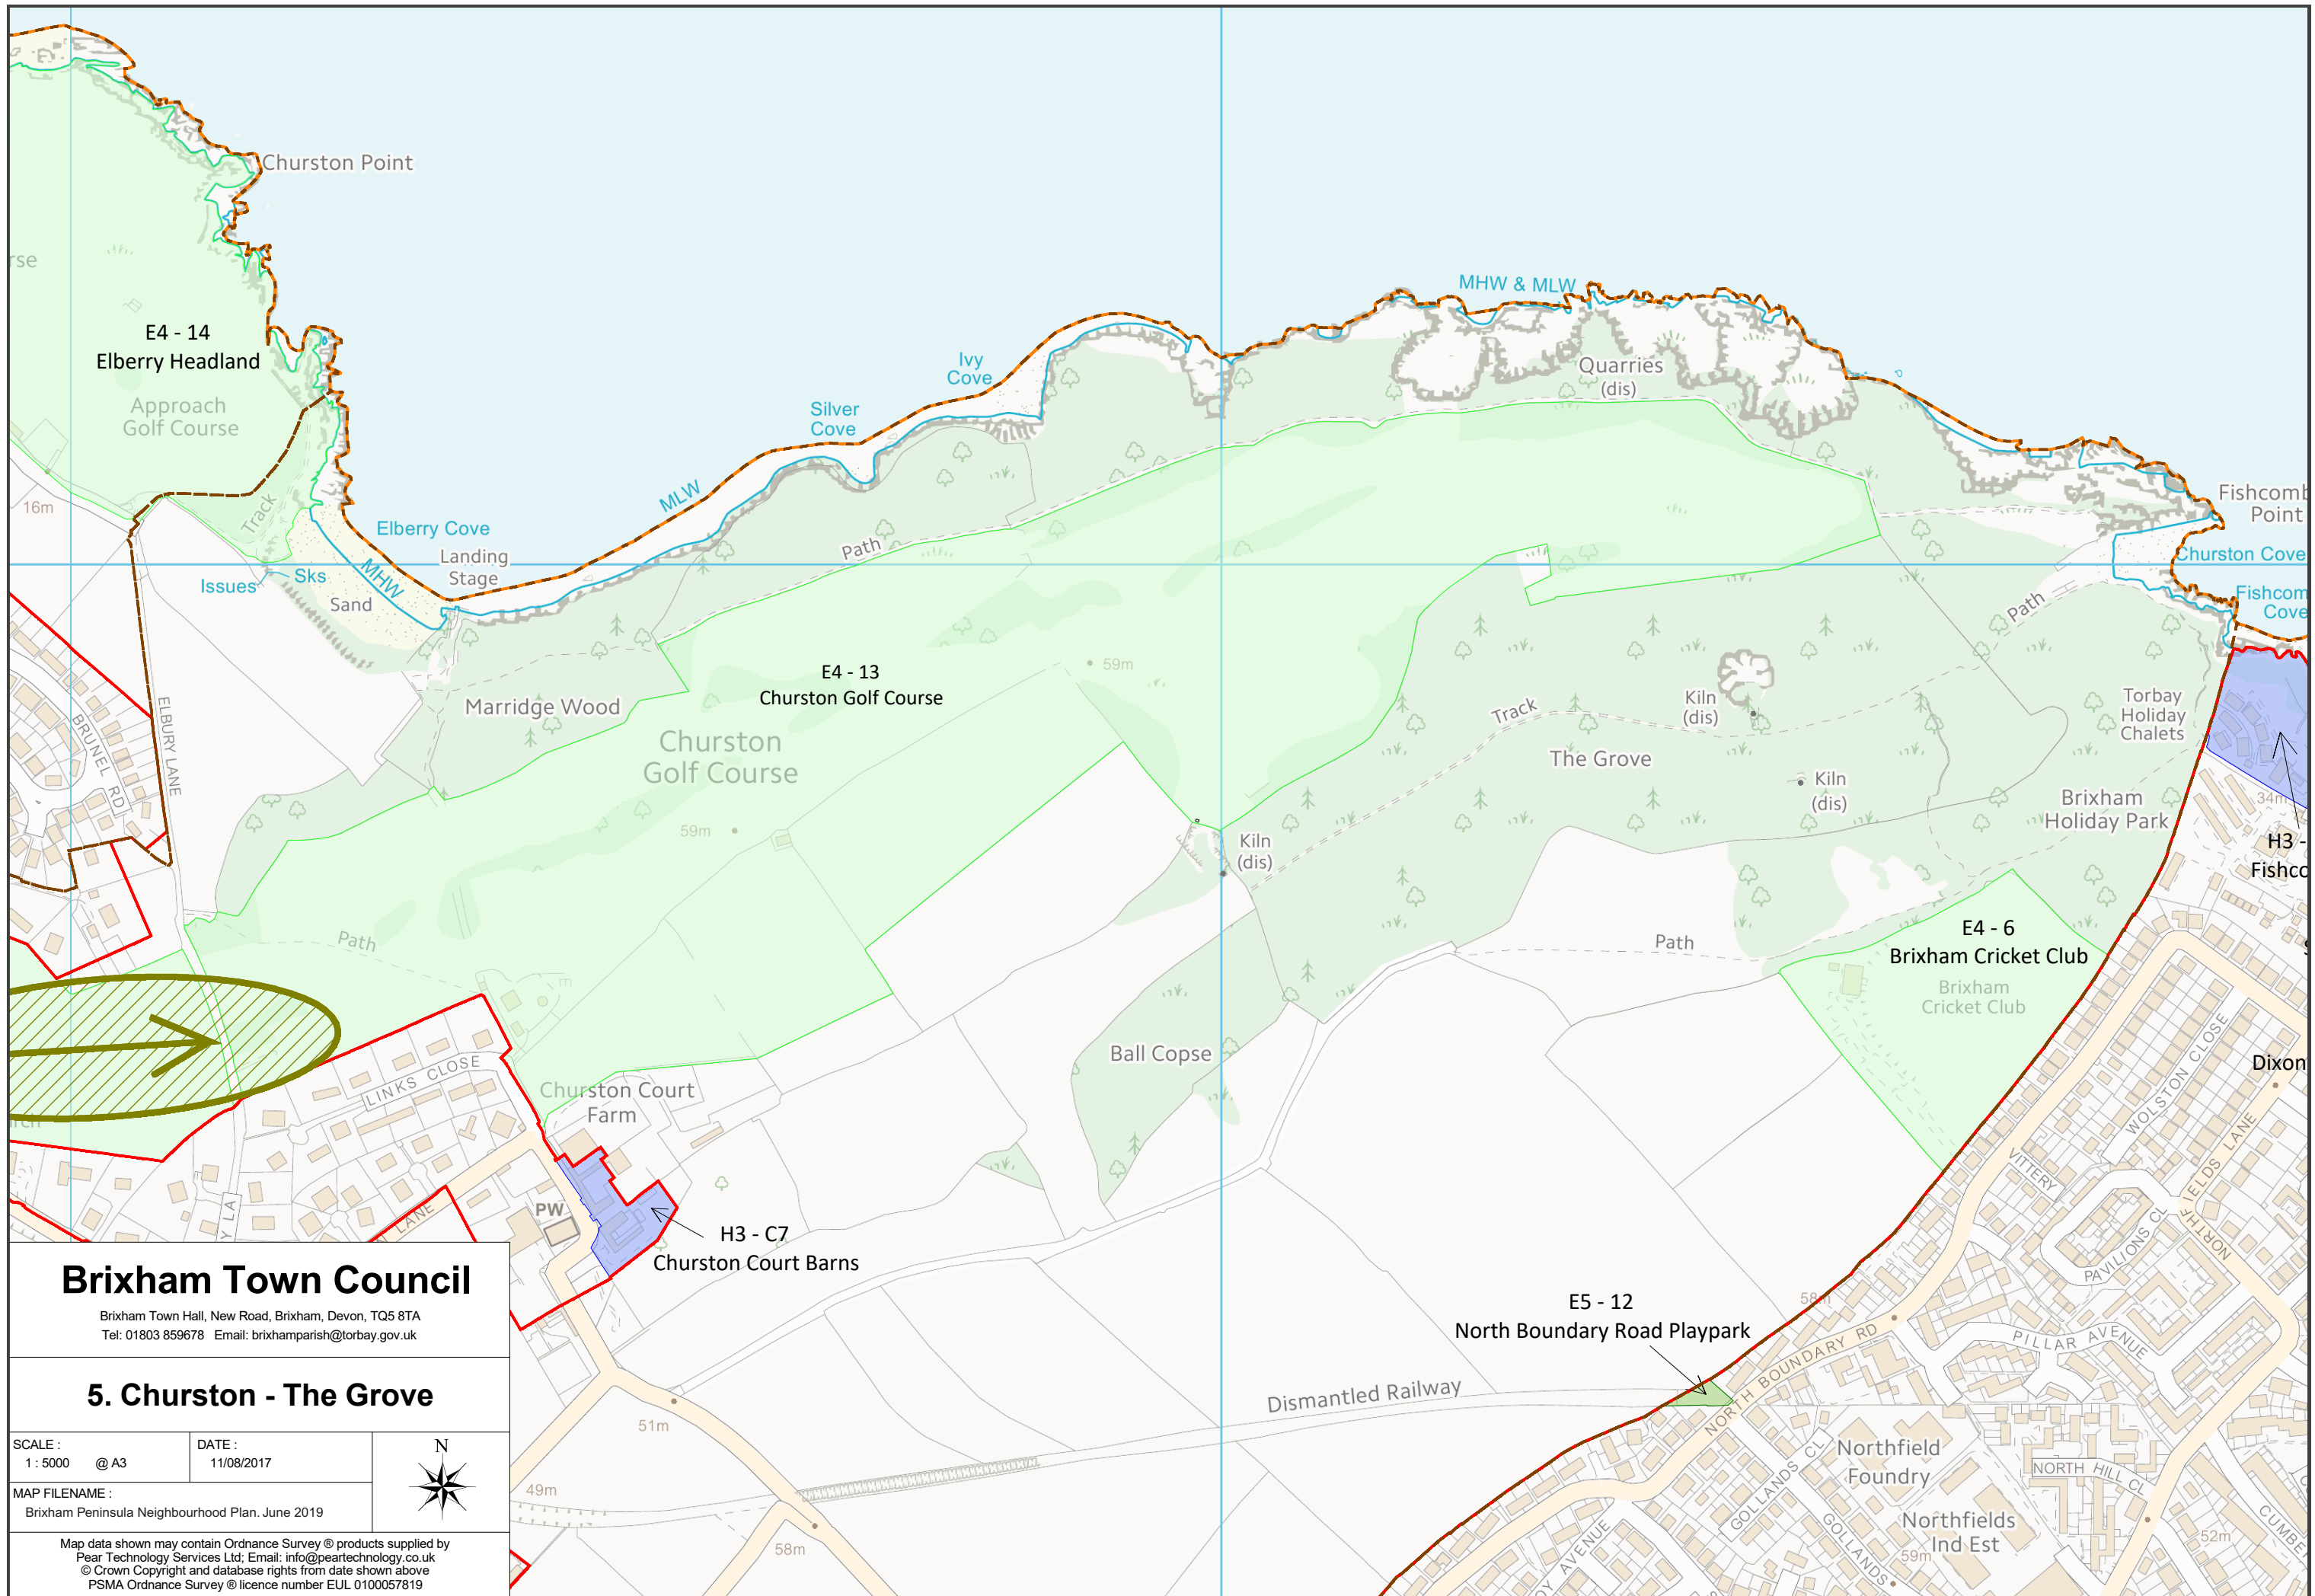 Churston Point
rse
E4 - 14
Elberry Headland
Approach
Golf Course
16m
Track
Elberry Cove
Landing
Stage
Issues
Sks
MHW
Sand
MLW
Silver
Cove
Ivy
Cove
MHW & MLW
Quarries
(dis)
Fishcomb
Point
Churston Cove
Fishcom
Cove
Path
Path
E4 - 13
Churston Golf Course
59m
Marridge Wood
Churston
Golf Course
59m
BRUNEL RD
ELBURY LANE
Track
Kiln
(dis)
The Grove
Kiln
(dis)
Kiln
(dis)
Torbay
Holiday
Chalets
Brixham
Holiday Park
34m
H3 -
Fishco
Path
Path
E4 - 6
Brixham Cricket Club
Brixham
Cricket Club
Dixon
WOLSTON CLOSE
NORTHFIELDS LANE
VITTERY
PAVILIONS CL
Ball Copse
LINKS CLOSE
Churston Court
Farm
PW
LANE
Y LA
H3 - C7
Churston Court Barns
E5 - 12
North Boundary Road Playpark
58m
NORTH BOUNDARY RD
PILLAR AVENUE
Dismantled Railway
51m
49m
58m
Northfield
Foundry
NORTH HILL CL
GOLLANDS CL
GOLLANDS
Northfields
Ind Est
59m
52m
CUMBE
AVENUE
Brixham Town Council
Brixham Town Hall, New Road, Brixham, Devon, TQ5 8TA
Tel: 01803 859678 Email: brixhamparish@torbay.gov.uk
5. Churston - The Grove
SCALE :
1 : 5000 @ A3
DATE :
11/08/2017
N
MAP FILENAME :
Brixham Peninsula Neighbourhood Plan. June 2019
Map data shown may contain Ordnance Survey ® products supplied by
Pear Technology Services Ltd; Email: info@peartechnology.co.uk
© Crown Copyright and database rights from date shown above
PSMA Ordnance Survey ® licence number EUL 0100057819